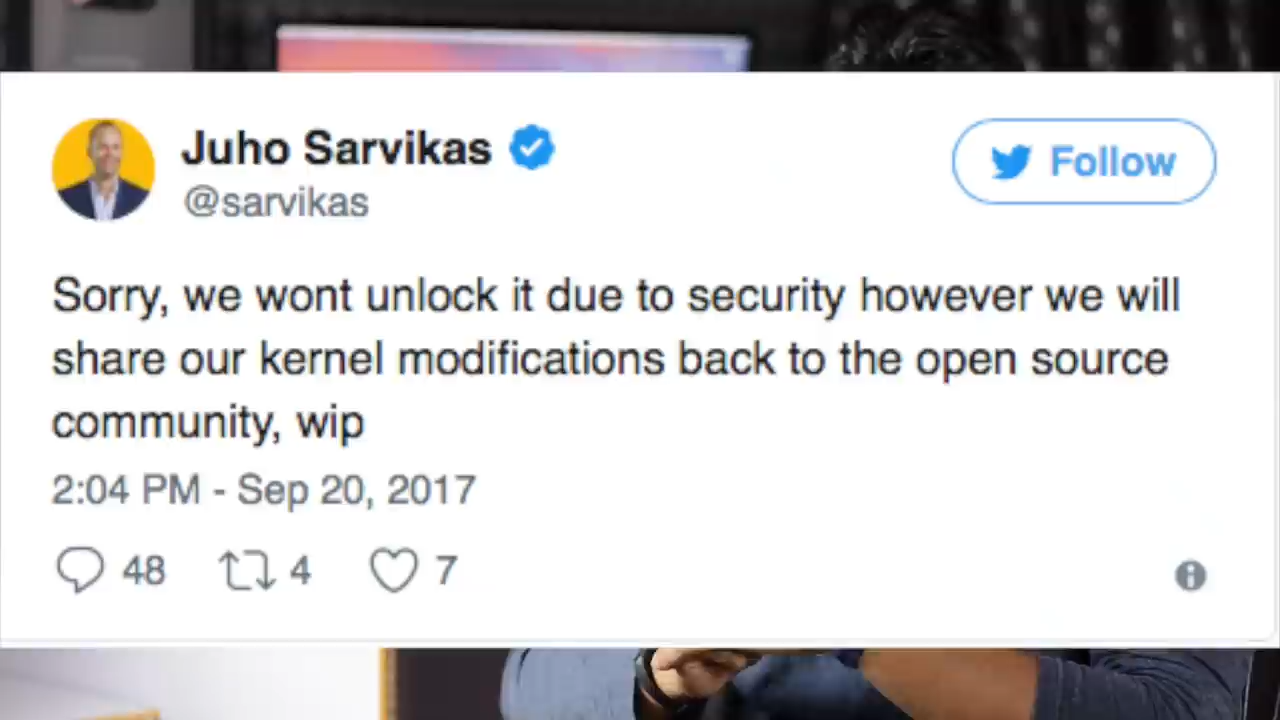 Juho Sarvikas
@sarvikas
Follow
Sorry, we wont unlock it due to security however we will
share our kernel modifications back to the open source
community, wip
2:04 PM - Sep 20, 2017
48 4 7